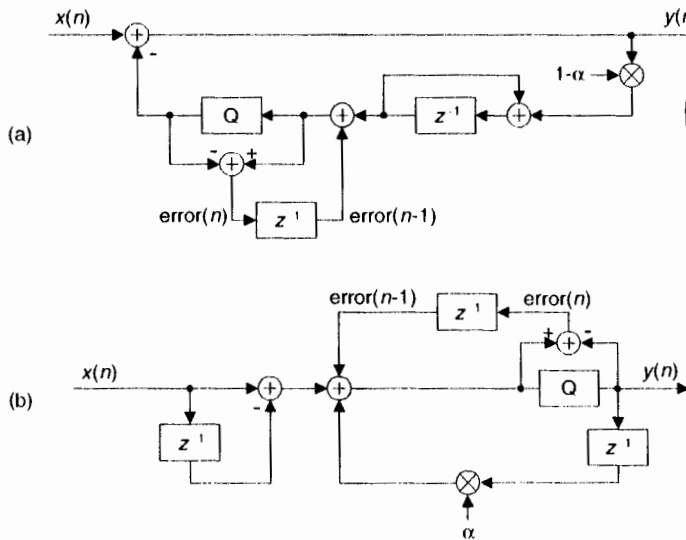 x(n) y(n
+
-
1-α ×
(a)
Q + z⁻¹ +
- + +
error(n) z⁻¹ error(n-1)
error(n-1) z⁻¹ error(n)
+ + -
x(n) y(n)
(b)
+ + Q
-
z⁻¹ z⁻¹
×
α